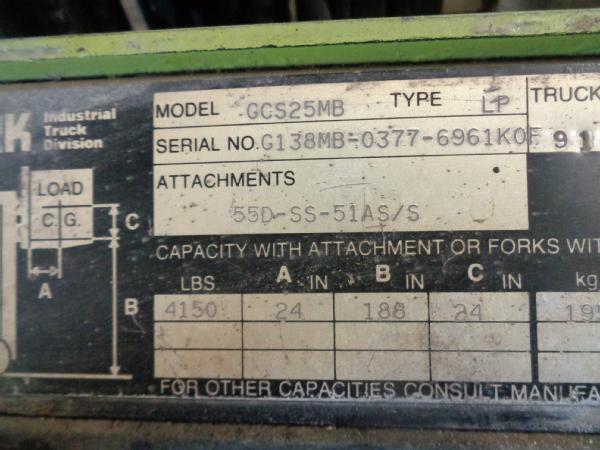 Industrial
Truck
Division
MODEL GCS25MB TYPE LP TRUCK
SERIAL NO. G138MB-0377-6961KOF 91
ATTACHMENTS
55D-SS-51AS/S
LOAD
C.G.
C
A
B
CAPACITY WITH ATTACHMENT OR FORKS WIT
LBS. A IN B IN C IN kg
4150 24 188 24 195
FOR OTHER CAPACITIES CONSULT MANUFA